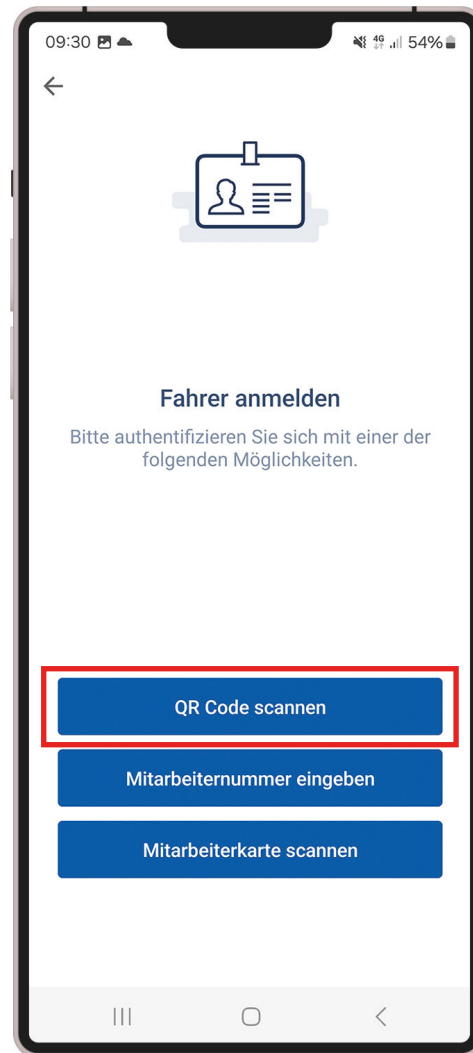 09:30
4G
54%
Fahrer anmelden
Bitte authentifizieren Sie sich mit einer der
folgenden Möglichkeiten.
QR Code scannen
Mitarbeiternummer eingeben
Mitarbeiterkarte scannen